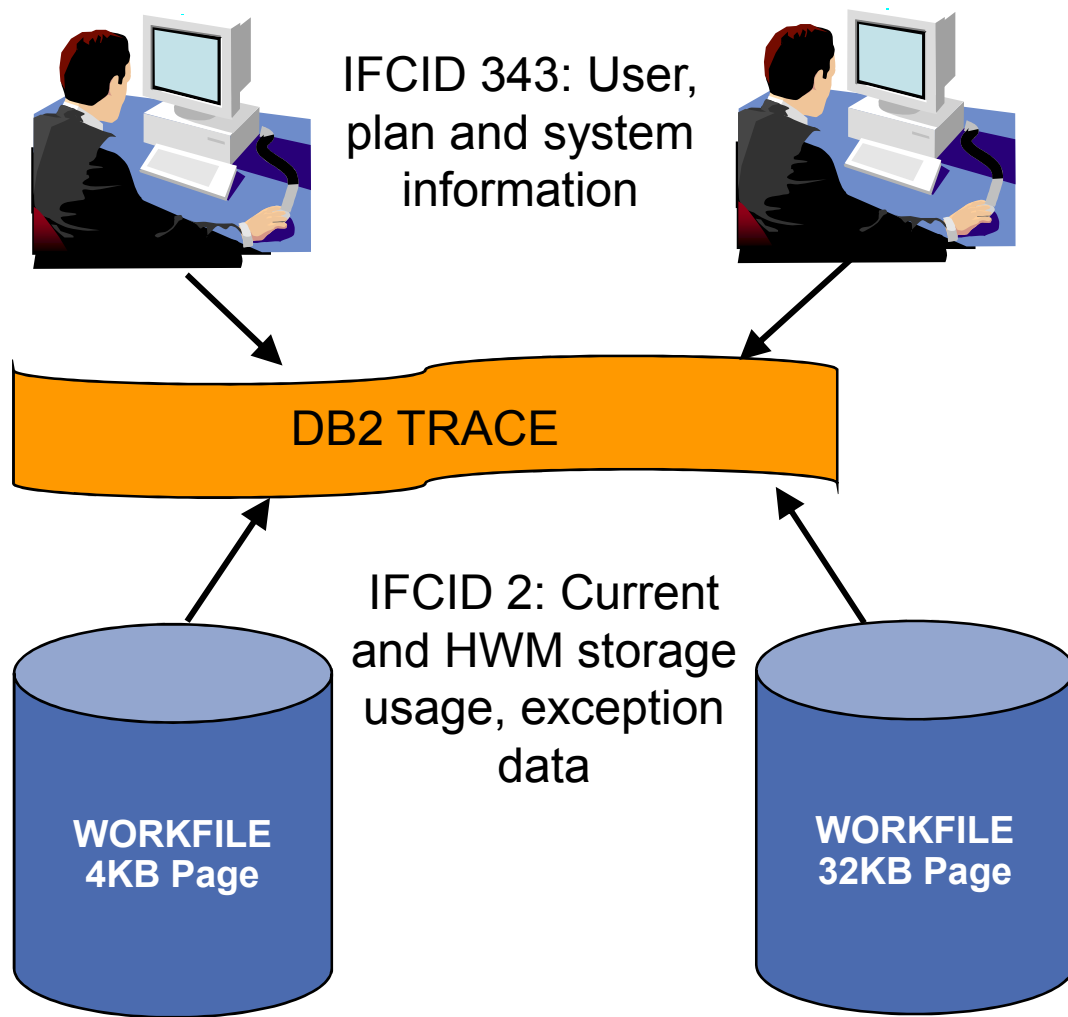 IFCID 343: User,
plan and system
information
DB2 TRACE
IFCID 2: Current
and HWM storage
usage, exception
data
WORKFILE
4KB Page
WORKFILE
32KB Page